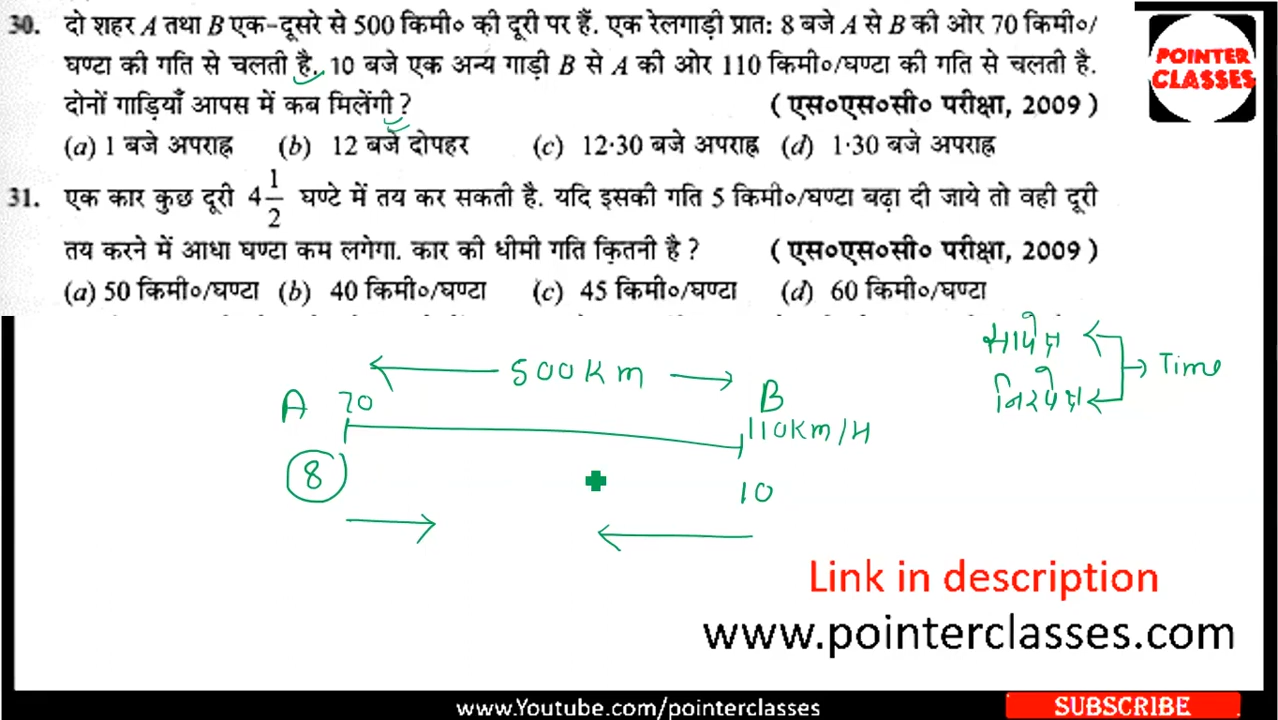 30. दो शहर A तथा B एक-दूसरे से 500 किमी० की दूरी पर हैं. एक रेलगाड़ी प्रात: 8 बजे A से B की ओर 70 किमी०/
घण्टा की गति से चलती है. 10 बजे एक अन्य गाड़ी B से A की ओर 110 किमी०/घण्टा की गति से चलती है.
दोनों गाड़ियाँ आपस में कब मिलेंगी ? ( एस०एस०सी० परीक्षा, 2009 )
(a) 1 बजे अपराह्न (b) 12 बजे दोपहर (c) 12·30 बजे अपराह्न (d) 1·30 बजे अपराह्न
31. एक कार कुछ दूरी 4 1/2 घण्टे में तय कर सकती है. यदि इसकी गति 5 किमी०/घण्टा बढ़ा दी जाये तो वही दूरी
तय करने में आधा घण्टा कम लगेगा. कार की धीमी गति कितनी है ? ( एस०एस०सी० परीक्षा, 2009 )
(a) 50 किमी०/घण्टा (b) 40 किमी०/घण्टा (c) 45 किमी०/घण्टा (d) 60 किमी०/घण्टा
POINTER
CLASSES
सापेक्ष
निरपेक्ष
Time
500Km
A 70 B
110Km/H
8 10
Link in description
www.pointerclasses.com
www.Youtube.com/pointerclasses
SUBSCRIBE